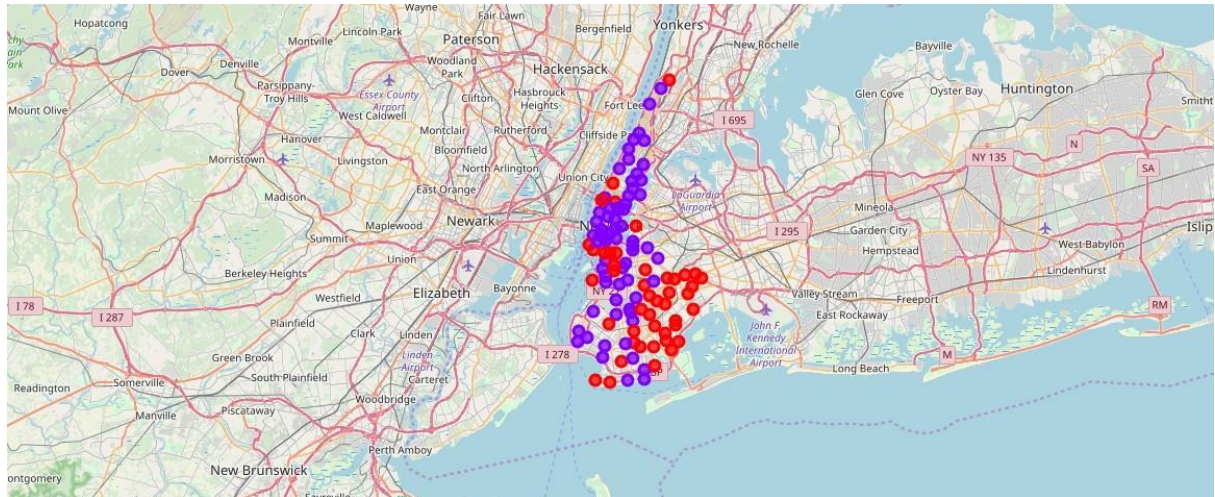 Hopatcong
Wayne
Fair Lawn
Bergenfield
Yonkers
Lincoln Park
Montville
Paterson
New Rochelle
Bayville
Denville
Dover
Woodland
Park
Hackensack
Huntington
Parsippany-
Troy Hills
Essex County
Airport
Clifton
Hasbrouck
Heights
Fort Lee
Glen Cove
Oyster Bay
Mount Olive
West Caldwell
I 695
Hanover
Montclair
Rutherford
Cliffside
Bloomfield
NY 135
N
Morristown
Livingston
North Arlington
Union City
SA
Madison
East Orange
LaGuardia
Airport
Mineola
Newark
Maplewood
Garden City
Summit
I 295
Hempstead
West Babylon
Islip
Union
Berkeley Heights
Lindenhurst
Elizabeth
Bayonne
Valley Stream
Freeport
I 78
I 287
Westfield
East Rockaway
RM
Plainfield
Clark
Linden
John F.
Kennedy
International
Airport
Green Brook
Linden
Airport
I 278
M
South Plainfield
Carteret
Long Beach
Readington
Somerville
Woodbridge
Manville
Piscataway
Perth Amboy
New Brunswick